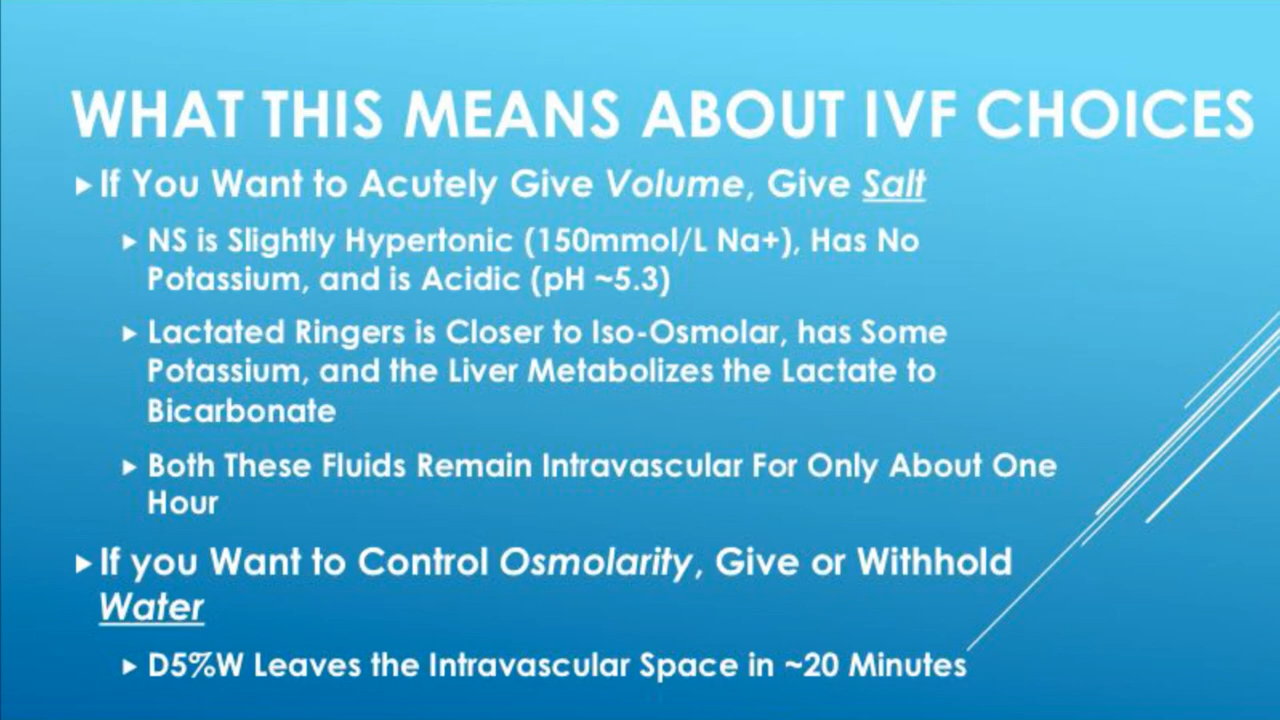 WHAT THIS MEANS ABOUT IVF CHOICES
If You Want to Acutely Give Volume, Give Salt
NS is Slightly Hypertonic (150mmol/L Na+), Has No
Potassium, and is Acidic (pH ~5.3)
Lactated Ringers is Closer to Iso-Osmolar, has Some
Potassium, and the Liver Metabolizes the Lactate to
Bicarbonate
Both These Fluids Remain Intravascular For Only About One
Hour
If you Want to Control Osmolarity, Give or Withhold
Water
D5%W Leaves the Intravascular Space in ~20 Minutes